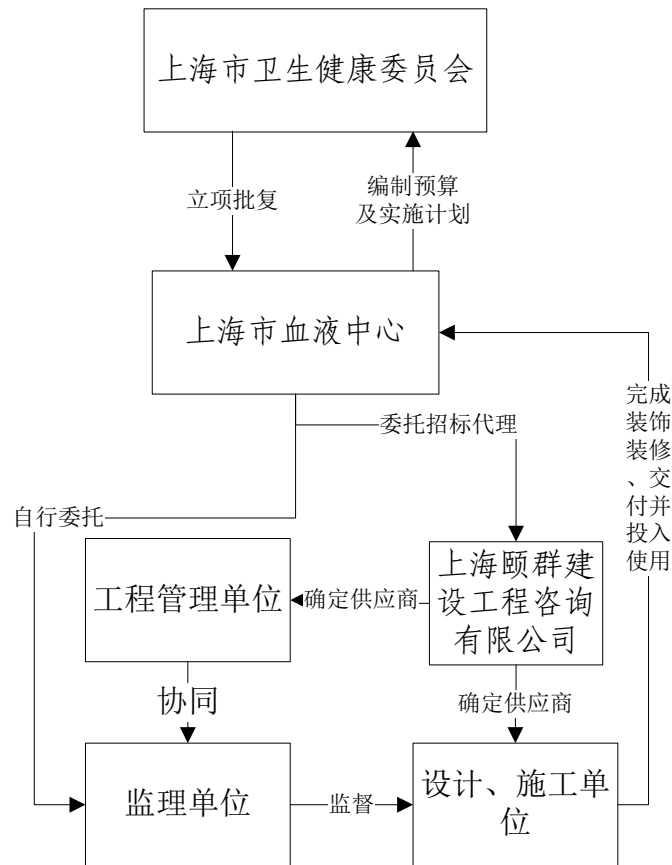 上海市卫生健康委员会
立项批复
编制预算
及实施计划
上海市血液中心
委托招标代理
完成
装饰
装修
、交
付并
投入
使用
自行委托
工程管理单位
确定供应商
上海颐群建
设工程咨询
有限公司
协同
确定供应商
监理单位
监督
设计、施工单
位